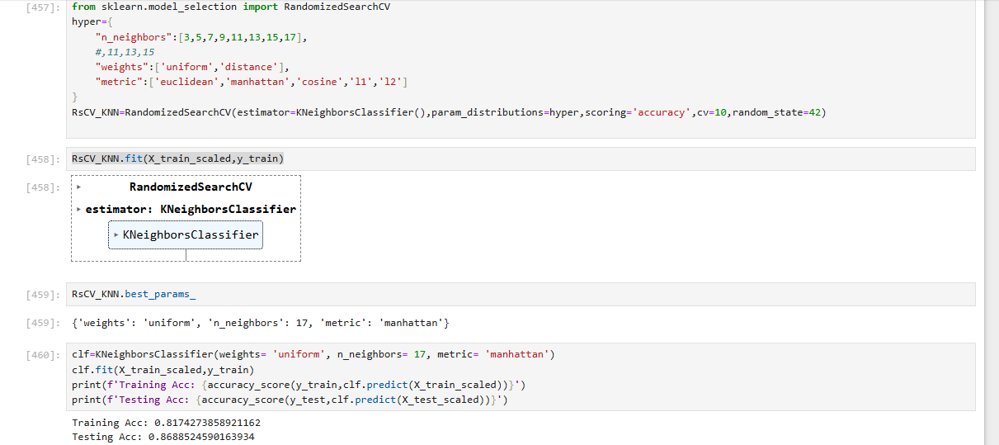 [457]: from sklearn.model_selection import RandomizedSearchCV
hyper={
    "n_neighbors":[3,5,7,9,11,13,15,17],
    #,11,13,15
    "weights":['uniform','distance'],
    "metric":['euclidean','manhattan','cosine','l1','l2']
}
RsCV_KNN=RandomizedSearchCV(estimator=KNeighborsClassifier(),param_distributions=hyper,scoring='accuracy',cv=10,random_state=42)
[458]: RsCV_KNN.fit(X_train_scaled,y_train)
[458]: ▸ RandomizedSearchCV
▸ estimator: KNeighborsClassifier
▸ KNeighborsClassifier
[459]: RsCV_KNN.best_params_
[459]: {'weights': 'uniform', 'n_neighbors': 17, 'metric': 'manhattan'}
[460]: clf=KNeighborsClassifier(weights= 'uniform', n_neighbors= 17, metric= 'manhattan')
clf.fit(X_train_scaled,y_train)
print(f'Training Acc: {accuracy_score(y_train,clf.predict(X_train_scaled))}')
print(f'Testing Acc: {accuracy_score(y_test,clf.predict(X_test_scaled))}')
Training Acc: 0.8174273858921162
Testing Acc: 0.8688524590163934